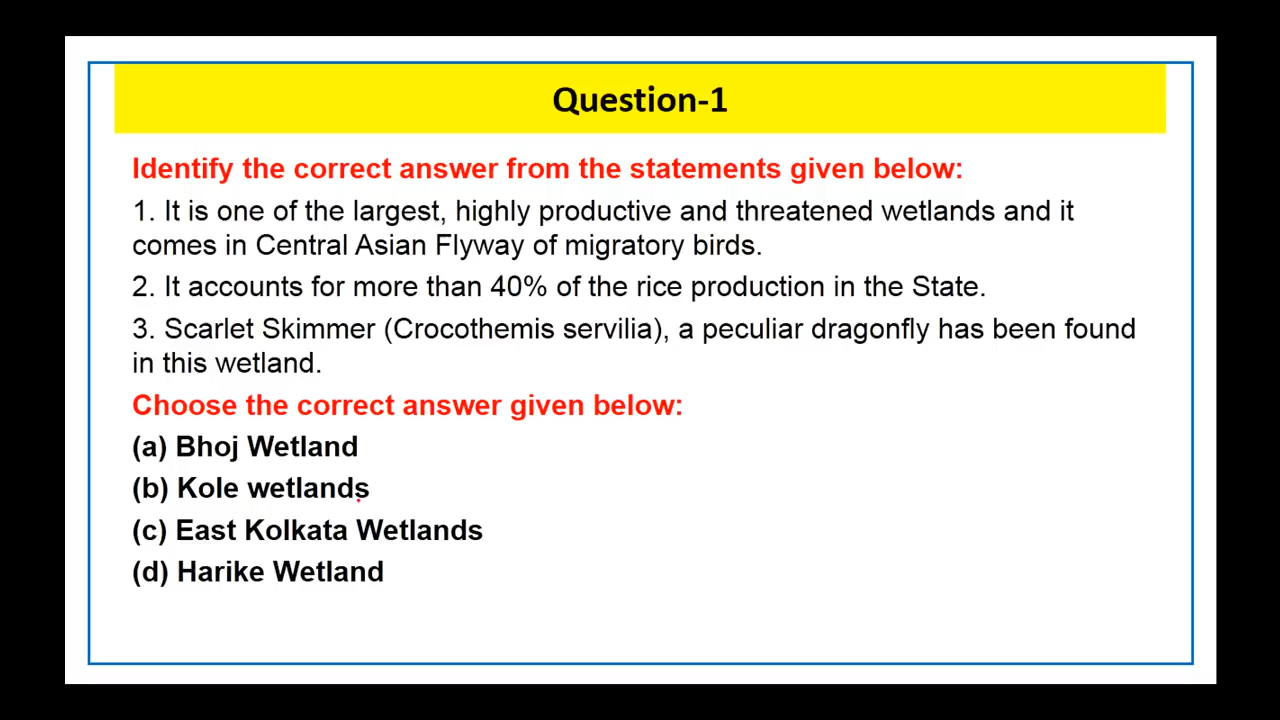 Question-1
Identify the correct answer from the statements given below:
1. It is one of the largest, highly productive and threatened wetlands and it
comes in Central Asian Flyway of migratory birds.
2. It accounts for more than 40% of the rice production in the State.
3. Scarlet Skimmer (Crocothemis servilia), a peculiar dragonfly has been found
in this wetland.
Choose the correct answer given below:
(a) Bhoj Wetland
(b) Kole wetlands
(c) East Kolkata Wetlands
(d) Harike Wetland